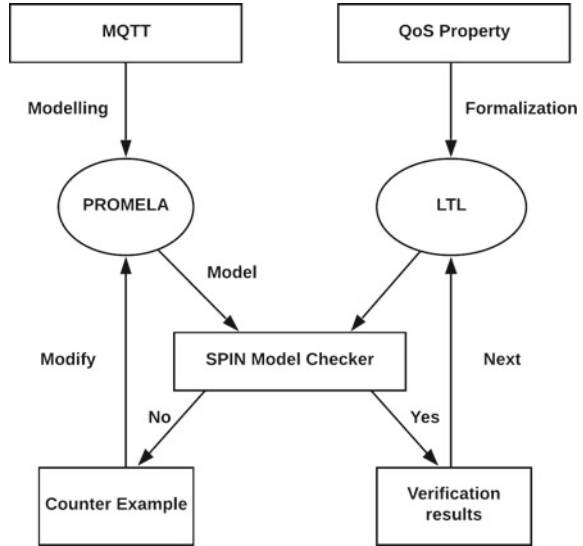 MQTT
QoS Property
Modelling
Formalization
PROMELA
LTL
Model
SPIN Model Checker
Modify
Next
No
Yes
Counter Example
Verification
results